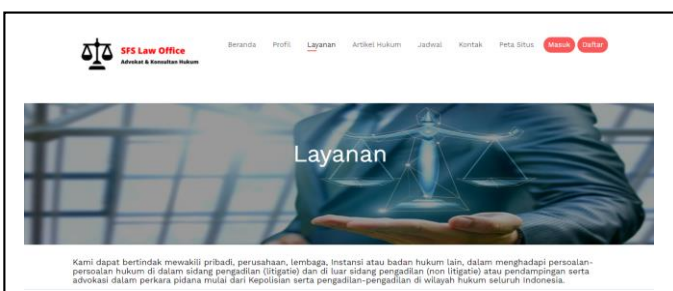 SFS Law Office
Advokat & Konsultan Hukum
Beranda Profil Layanan Artikel Hukum Jadwal Kontak Peta Situs Masuk Daftar
Layanan
Kami dapat bertindak mewakili pribadi, perusahaan, lembaga, Instansi atau badan hukum lain, dalam menghadapi persoalan-
persoalan hukum di dalam sidang pengadilan (litigatie) dan di luar sidang pengadilan (non litigatie) atau pendampingan serta
advokasi dalam perkara pidana mulai dari Kepolisian serta pengadilan-pengadilan di wilayah hukum seluruh Indonesia.